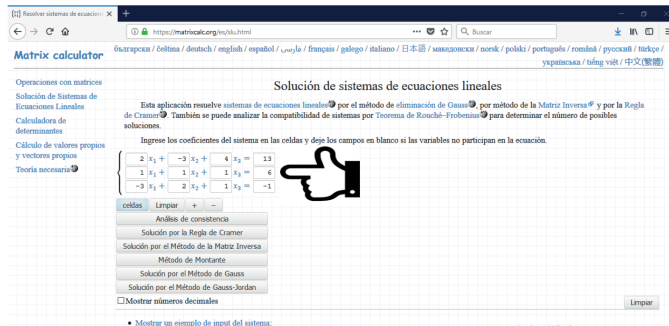 Resolver sistemas de ecuacione
https://matrixcalc.org/es/slu.html
Buscar
Matrix calculator
български / čeština / deutsch / english / español / فارسی / français / galego / italiano / 日本語 / македонски / norsk / polski / português / română / русский / türkçe /
українська / tiếng việt / 中文(繁體)
Operaciones con matrices
Solución de Sistemas de
Ecuaciones Lineales
Calculadora de
determinantes
Cálculo de valores propios
y vectores propios
Teoría necesaria
Solución de sistemas de ecuaciones lineales
Esta aplicación resuelve sistemas de ecuaciones lineales por el método de eliminación de Gauss, por método de la Matriz Inversa y por la Regla
de Cramer. También se puede analizar la compatibilidad de sistemas por Teorema de Rouché–Frobenius para determinar el número de posibles
soluciones.
Ingrese los coeficientes del sistema en las celdas y deje los campos en blanco si las variables no participan en la ecuación.
2 x₁ + -3 x₂ + 4 x₃ = 13
1 x₁ + 1 x₂ + 1 x₃ = 6
-3 x₁ + 2 x₂ + 1 x₃ = -1
celdas Limpiar + −
Análisis de consistencia
Solución por la Regla de Cramer
Solución por el Método de la Matriz Inversa
Método de Montante
Solución por el Método de Gauss
Solución por el Método de Gauss-Jordan
Mostrar números decimales
Limpiar
Mostrar un ejemplo de input del sistema: